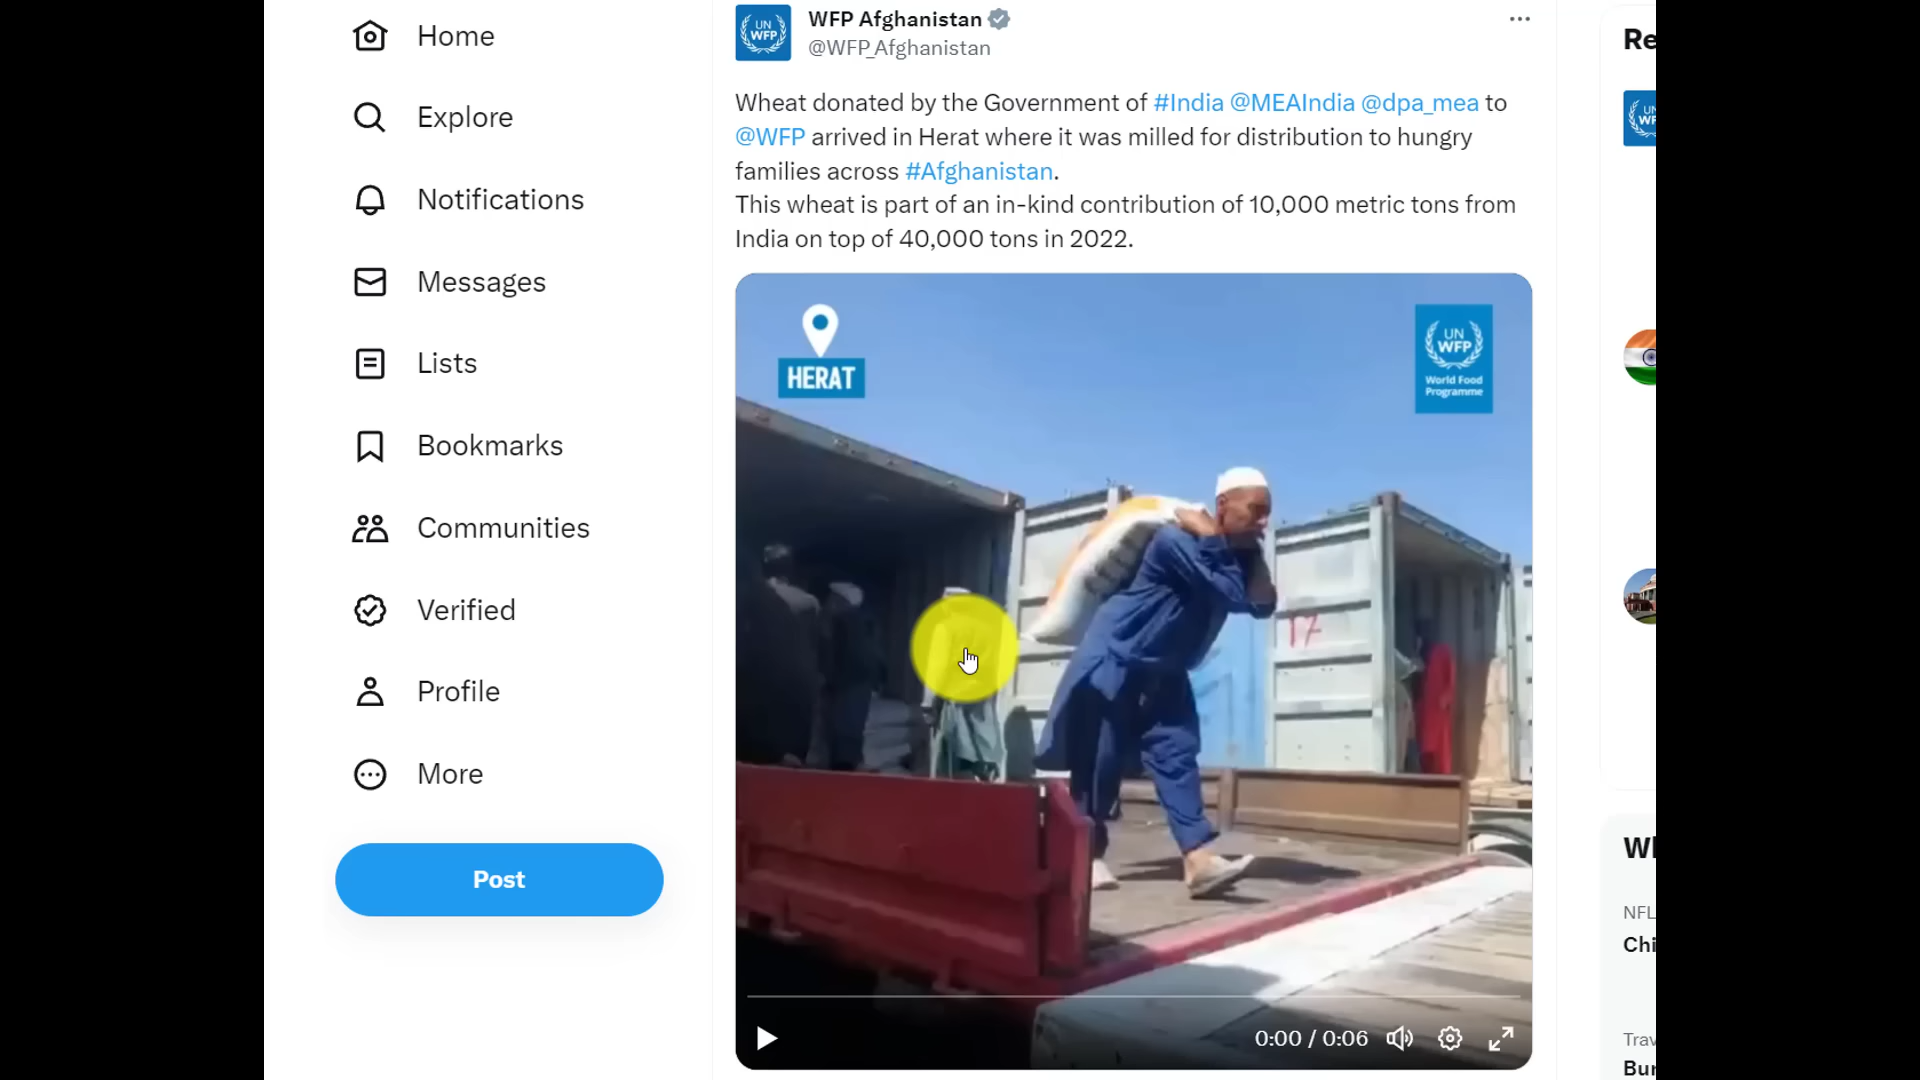 Home
Explore
Notifications
Messages
Lists
Bookmarks
Communities
Verified
Profile
More
Post
UN
WFP
WFP Afghanistan
@WFP_Afghanistan
Wheat donated by the Government of #India @MEAIndia @dpa_mea to
@WFP arrived in Herat where it was milled for distribution to hungry
families across #Afghanistan.
This wheat is part of an in-kind contribution of 10,000 metric tons from
India on top of 40,000 tons in 2022.
HERAT
UN
WFP
World Food
Programme
17
0:00 / 0:06
Re
NFL
Chi
Trav
Bur